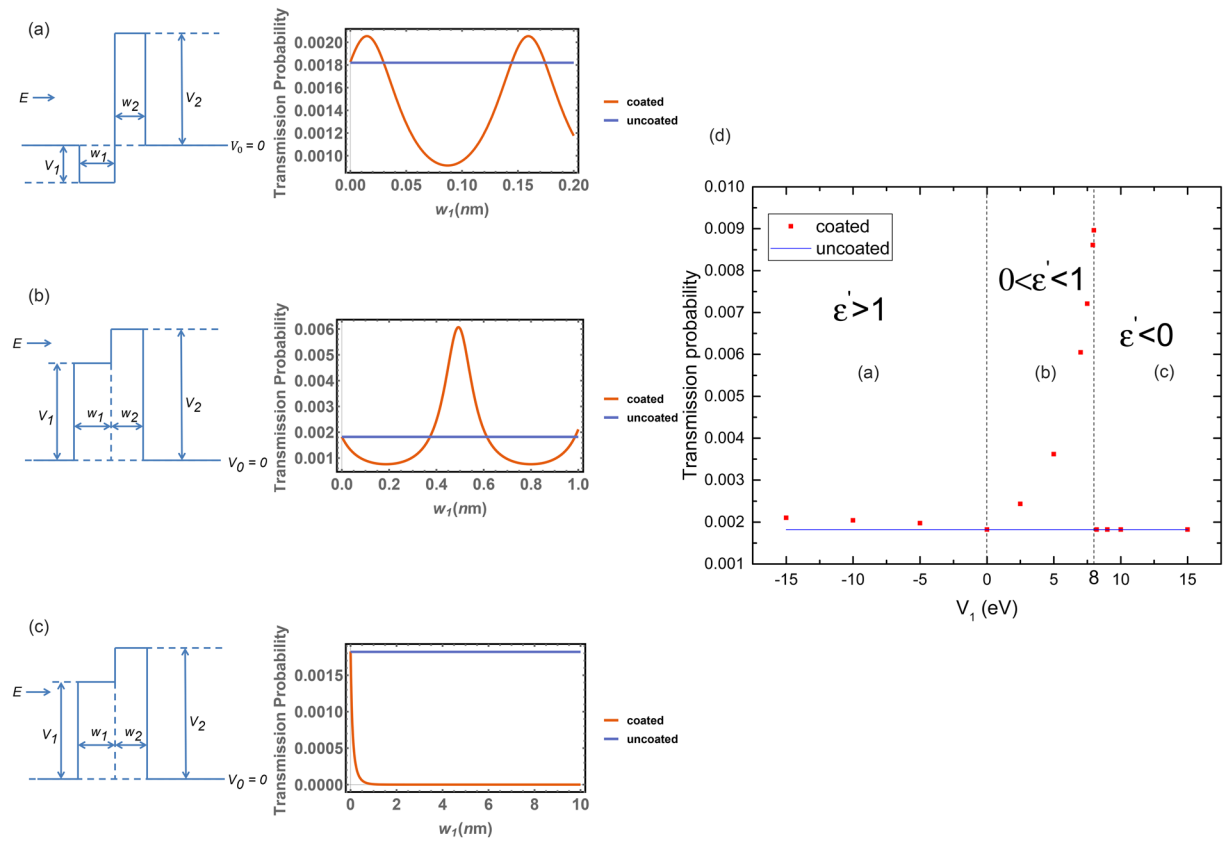 (a)
E
V1
w1
w2
V2
V0 = 0
Transmission Probability
0.0020
0.0018
0.0016
0.0014
0.0012
0.0010
0.00
0.05
0.10
0.15
0.20
w1(nm)
coated
uncoated
(b)
E
V1
w1
w2
V2
V0 = 0
Transmission Probability
0.006
0.005
0.004
0.003
0.002
0.001
0.0
0.2
0.4
0.6
0.8
1.0
w1(nm)
coated
uncoated
(c)
E
V1
w1
w2
V2
V0 = 0
Transmission Probability
0.0015
0.0010
0.0005
0.0000
0
2
4
6
8
10
w1(nm)
coated
uncoated
(d)
Transmission probability
0.010
0.009
0.008
0.007
0.006
0.005
0.004
0.003
0.002
0.001
coated
uncoated
ε'>1
0<ε'<1
ε'<0
(a)
(b)
(c)
-15
-10
-5
0
5
8
10
15
V1 (eV)